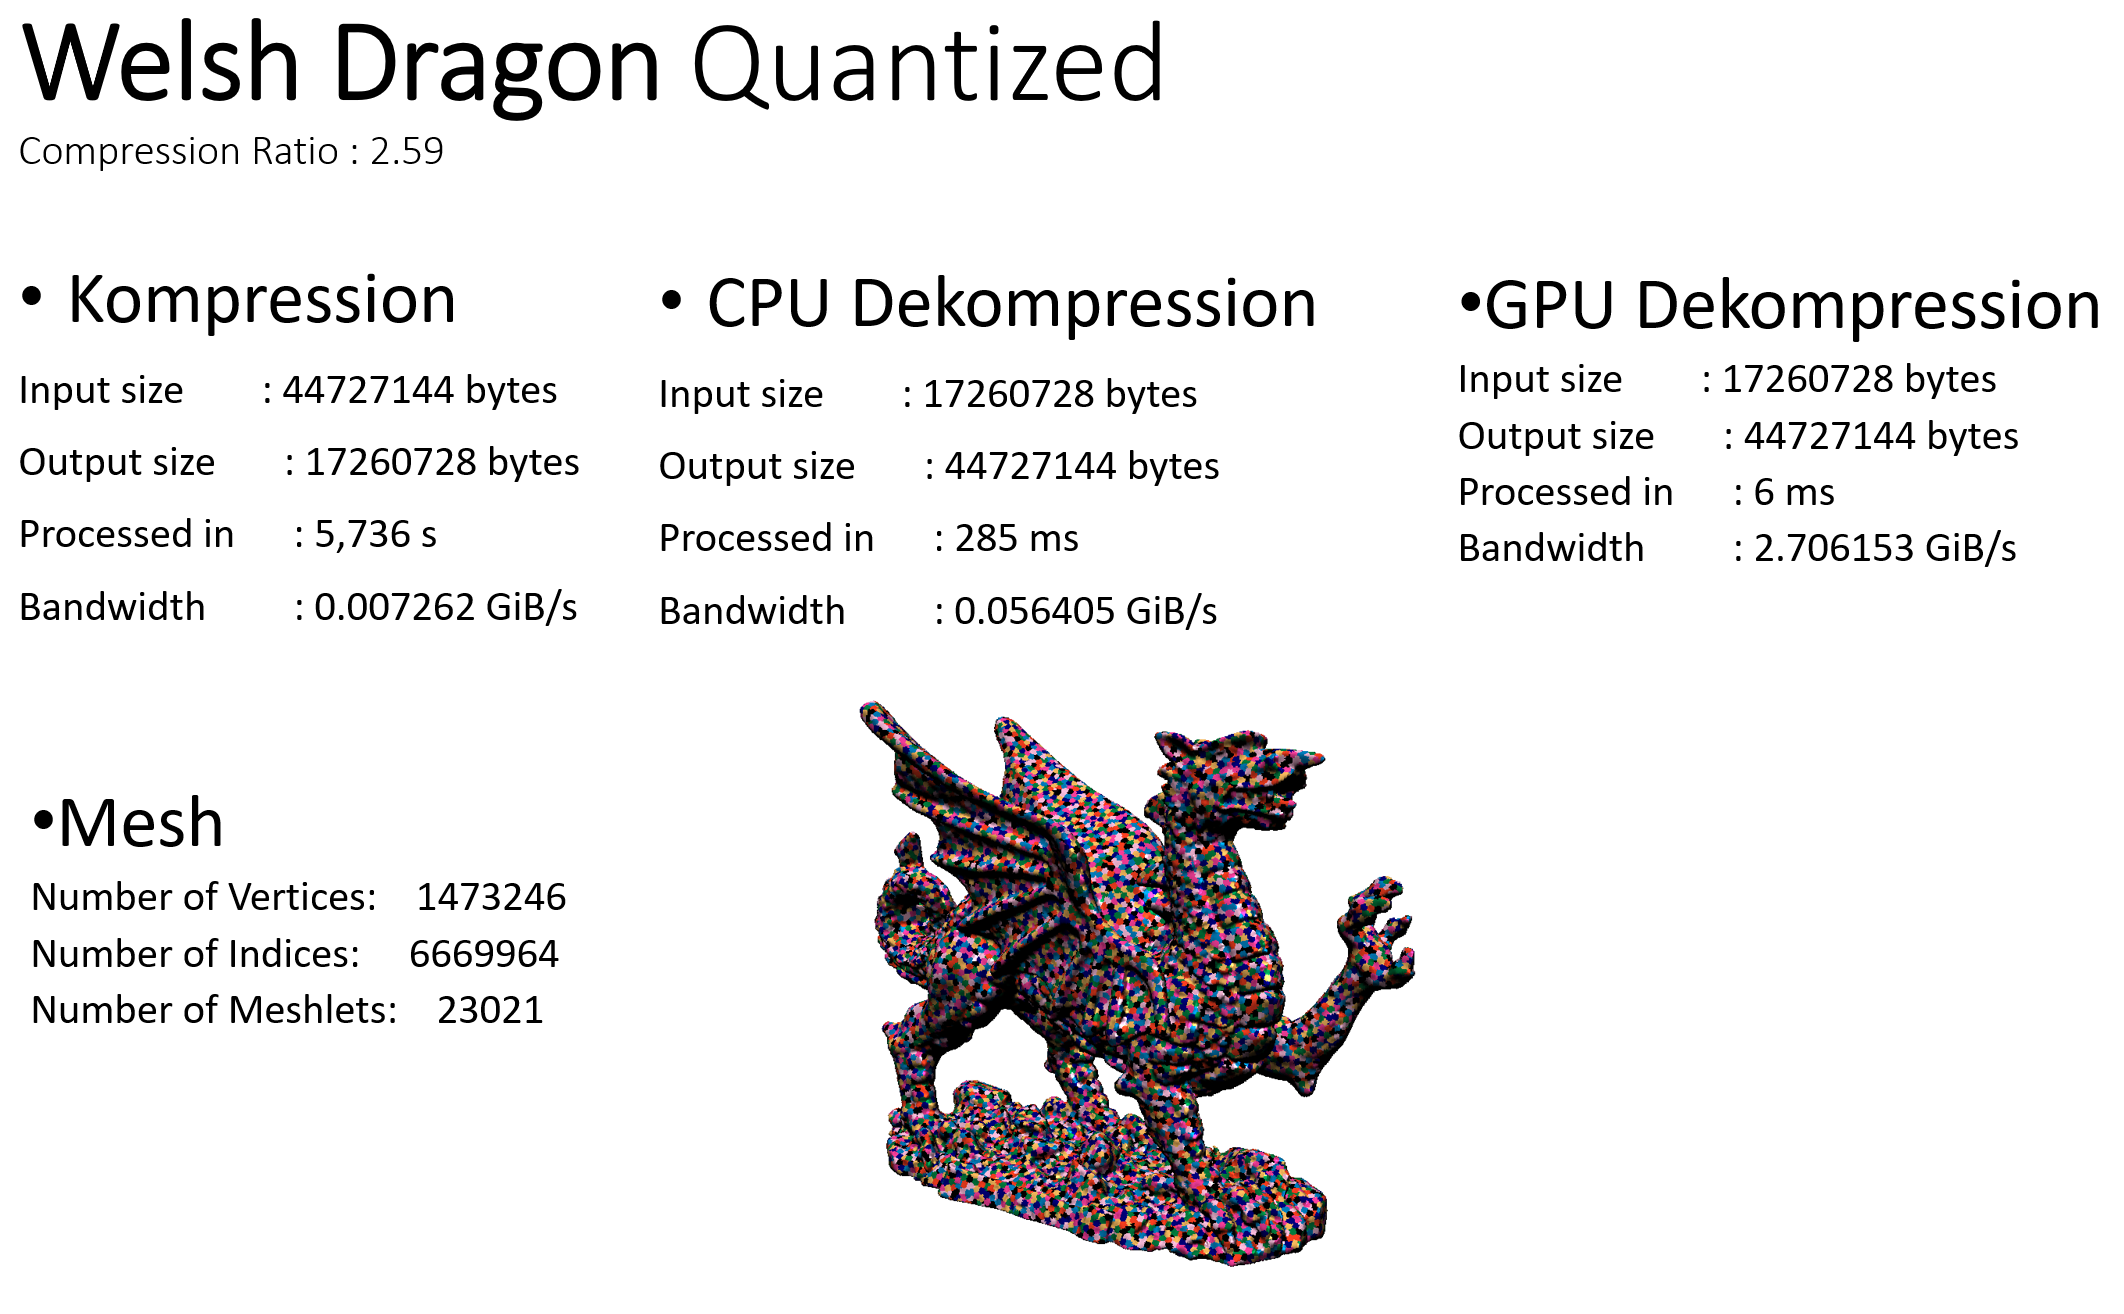 Welsh Dragon Quantized
Compression Ratio : 2.59
• Kompression
Input size : 44727144 bytes
Output size : 17260728 bytes
Processed in : 5,736 s
Bandwidth : 0.007262 GiB/s
• CPU Dekompression
Input size : 17260728 bytes
Output size : 44727144 bytes
Processed in : 285 ms
Bandwidth : 0.056405 GiB/s
•GPU Dekompression
Input size : 17260728 bytes
Output size : 44727144 bytes
Processed in : 6 ms
Bandwidth : 2.706153 GiB/s
•Mesh
Number of Vertices: 1473246
Number of Indices: 6669964
Number of Meshlets: 23021